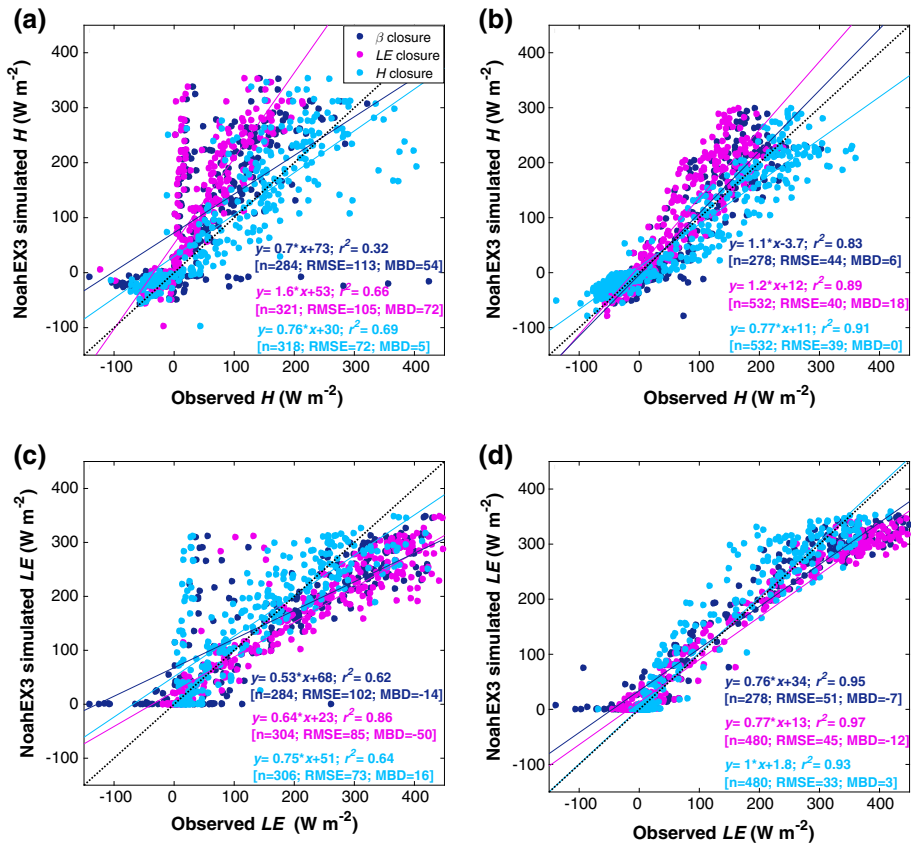 (a)
(b)
β closure
LE closure
H closure
NoahEX3 simulated H (W m⁻²)
400
300
200
100
0
-100
y= 0.7*x+73; r²= 0.32
[n=284; RMSE=113; MBD=54]
y= 1.6*x+53; r²= 0.66
[n=321; RMSE=105; MBD=72]
y= 0.76*x+30; r²= 0.69
[n=318; RMSE=72; MBD=5]
-100 0 100 200 300 400
Observed H (W m⁻²)
NoahEX3 simulated H (W m⁻²)
400
300
200
100
0
-100
y= 1.1*x-3.7; r²= 0.83
[n=278; RMSE=44; MBD=6]
y= 1.2*x+12; r²= 0.89
[n=532; RMSE=40; MBD=18]
y= 0.77*x+11; r²= 0.91
[n=532; RMSE=39; MBD=0]
-100 0 100 200 300 400
Observed H (W m⁻²)
(c)
(d)
NoahEX3 simulated LE (W m⁻²)
400
300
200
100
0
-100
y= 0.53*x+68; r²= 0.62
[n=284; RMSE=102; MBD=-14]
y= 0.64*x+23; r²= 0.86
[n=304; RMSE=85; MBD=-50]
y= 0.75*x+51; r²= 0.64
[n=306; RMSE=73; MBD=16]
-100 0 100 200 300 400
Observed LE (W m⁻²)
NoahEX3 simulated LE (W m⁻²)
400
300
200
100
0
-100
y= 0.76*x+34; r²= 0.95
[n=278; RMSE=51; MBD=-7]
y= 0.77*x+13; r²= 0.97
[n=480; RMSE=45; MBD=-12]
y= 1*x+1.8; r²= 0.93
[n=480; RMSE=33; MBD=3]
-100 0 100 200 300 400
Observed LE (W m⁻²)